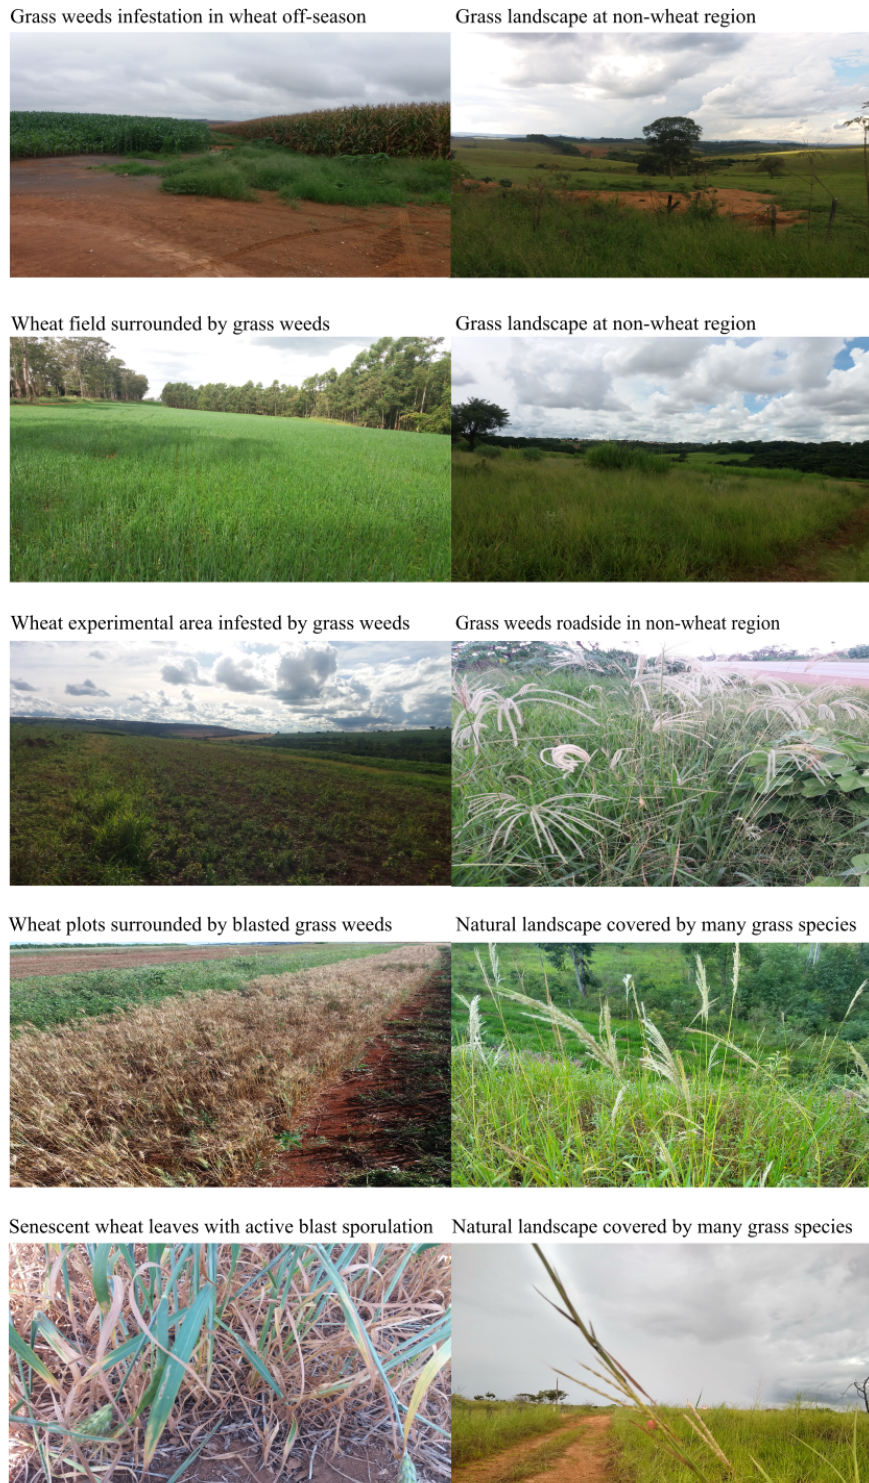 Grass weeds infestation in wheat off-season
Grass landscape at non-wheat region
Wheat field surrounded by grass weeds
Grass landscape at non-wheat region
Wheat experimental area infested by grass weeds
Grass weeds roadside in non-wheat region
Wheat plots surrounded by blasted grass weeds
Natural landscape covered by many grass species
Senescent wheat leaves with active blast sporulation
Natural landscape covered by many grass species